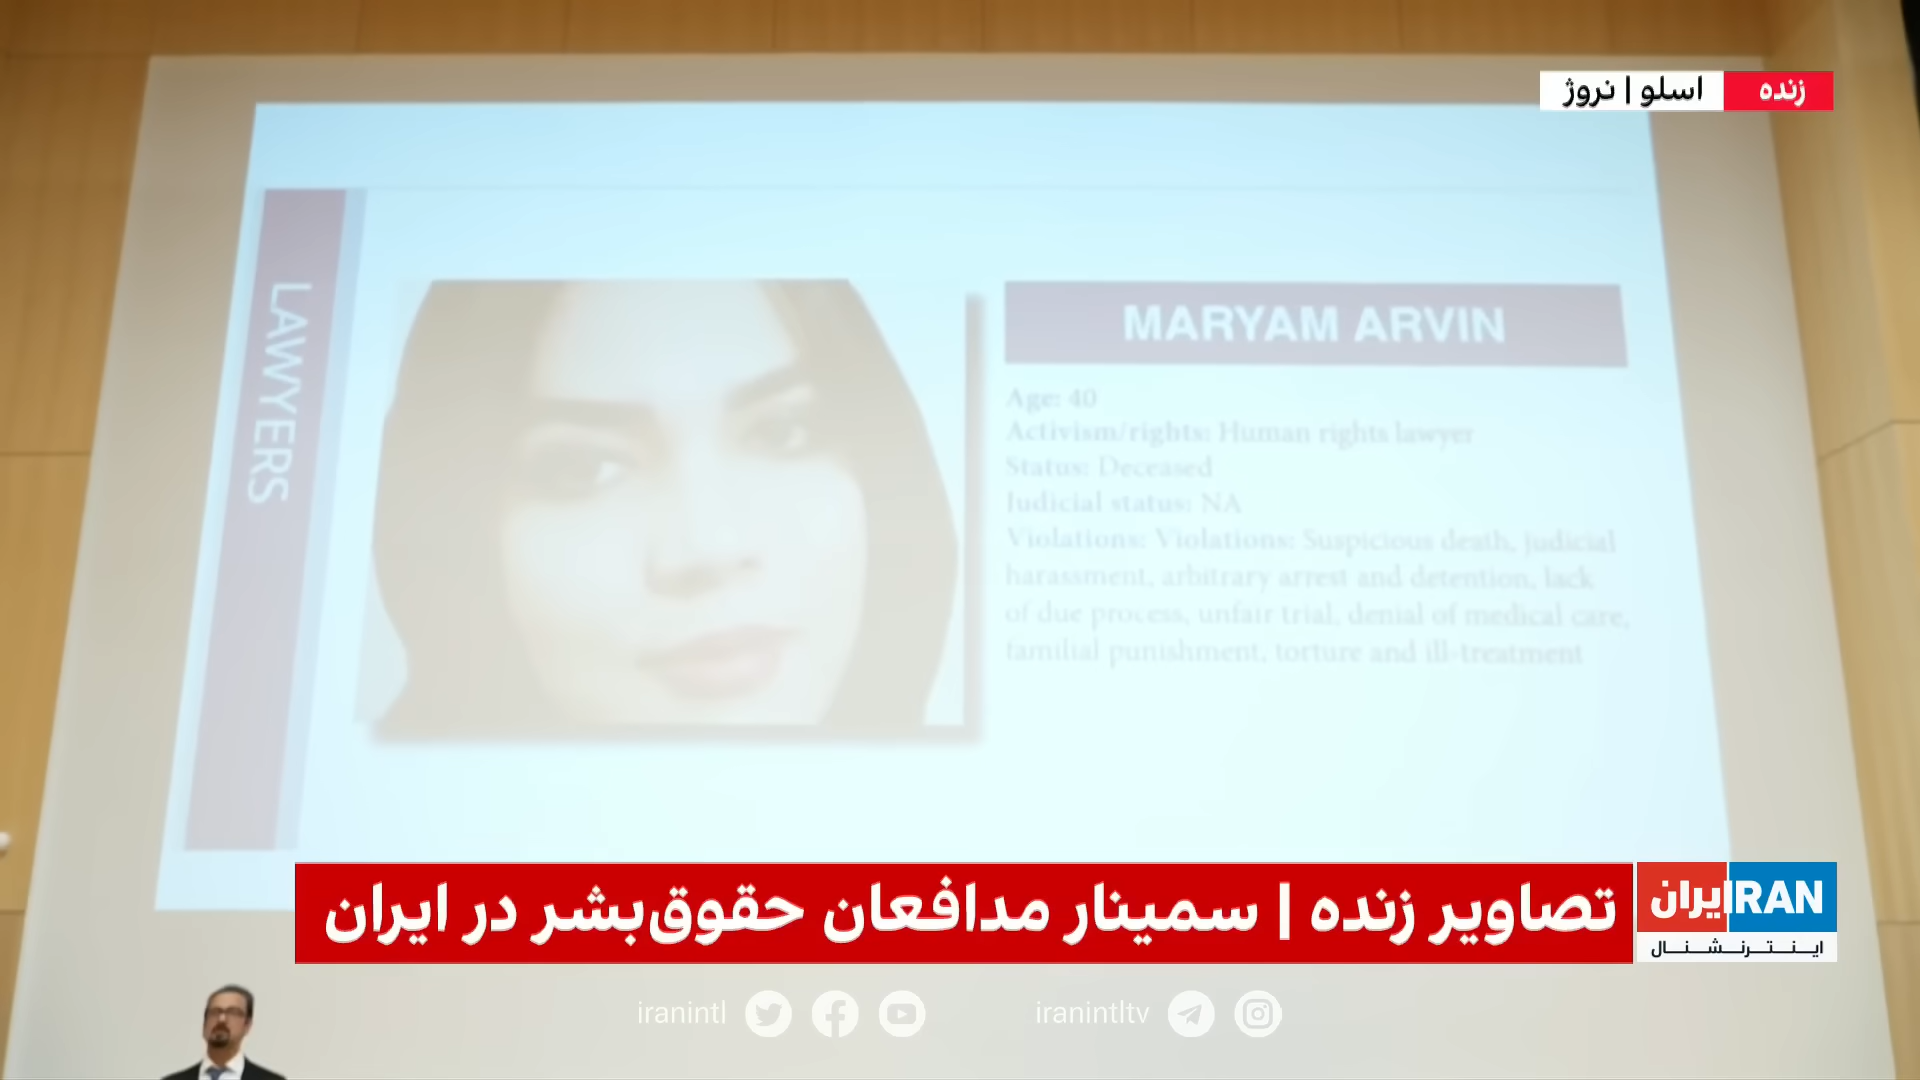 اسلو | نروژ
زنده
LAWYERS
MARYAM ARVIN
Age: 40
Activism/rights: Human rights lawyer
Status: Deceased
Judicial status: NA
Violations: Violations: Suspicious death, judicial
harassment, arbitrary arrest and detention, lack
of due process, unfair trial, denial of medical care,
familial punishment, torture and ill-treatment
تصاویر زنده | سمینار مدافعان حقوق‌بشر در ایران
ایران IRAN
اینترنشنال
iranintl
iranintltv